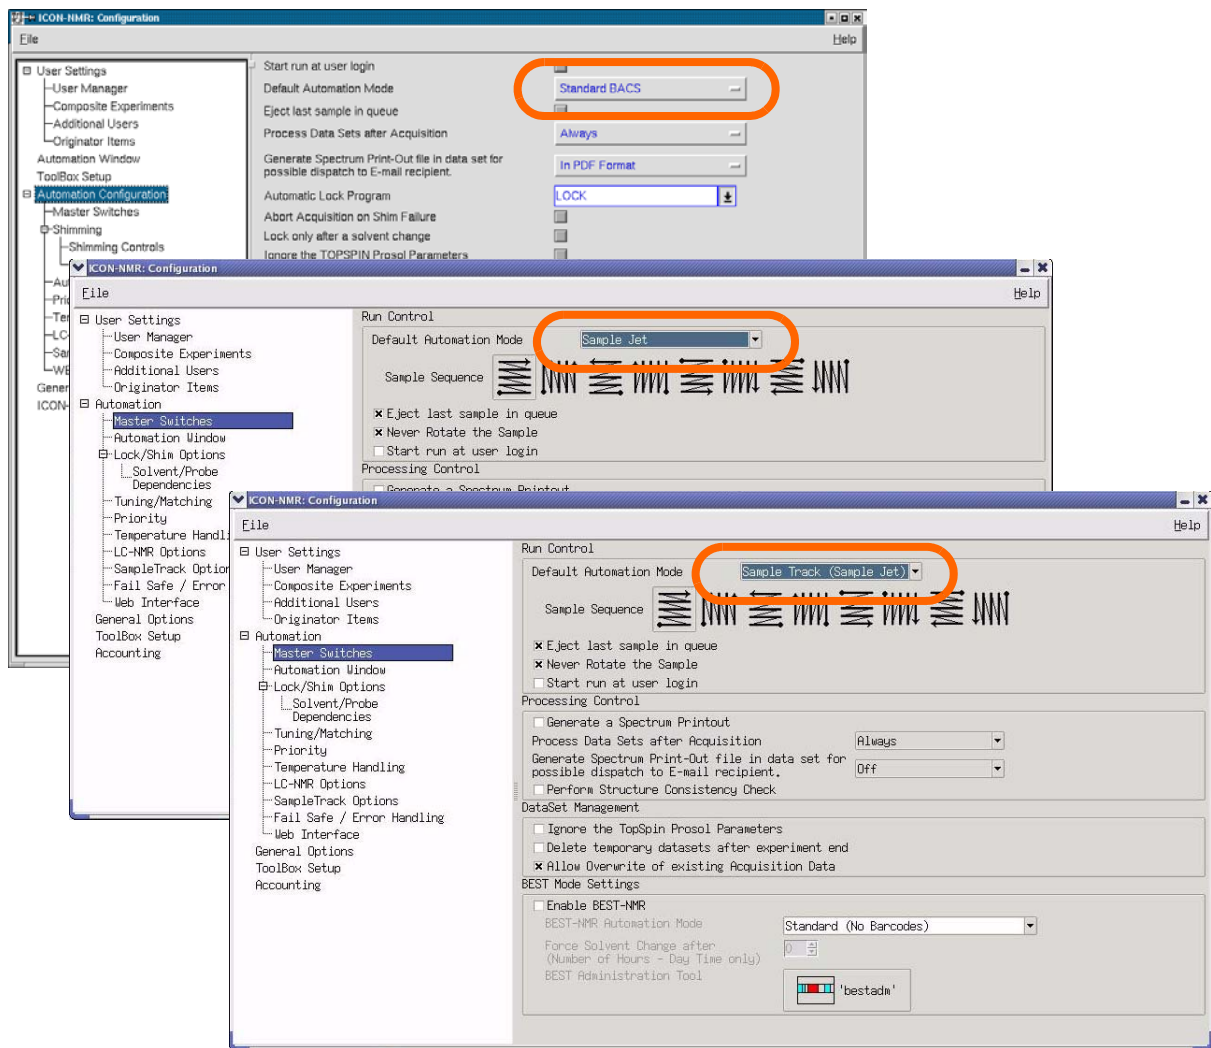 ICON-NMR: Configuration
File
Help
User Settings
User Manager
Composite Experiments
Additional Users
Originator Items
Automation Window
ToolBox Setup
Automation Configuration
Master Switches
Shimming
Shimming Controls
Start run at user login
Default Automation Mode
Standard BACS
Eject last sample in queue
Process Data Sets after Acquisition
Always
Generate Spectrum Print-Out file in data set for
possible dispatch to E-mail recipient.
In PDF Format
Automatic Lock Program
LOCK
Abort Acquisition on Shim Failure
Lock only after a solvent change
Ignore the TOPSPIN Prosol Parameters
ICON-NMR: Configuration
File
Help
User Settings
User Manager
Composite Experiments
Additional Users
Originator Items
Automation
Master Switches
Automation Window
Lock/Shim Options
Solvent/Probe
Dependencies
Tuning/Matching
Priority
Temperature Handli
LC-NMR Options
SampleTrack Option
Fail Safe / Error
Web Interface
General Options
ToolBox Setup
Accounting
Run Control
Default Automation Mode
Sample Jet
Sample Sequence
Eject last sample in queue
Never Rotate the Sample
Start run at user login
Processing Control
Generate a Spectrum Printout
ICON-NMR: Configuration
File
Help
User Settings
User Manager
Composite Experiments
Additional Users
Originator Items
Automation
Master Switches
Automation Window
Lock/Shim Options
Solvent/Probe
Dependencies
Tuning/Matching
Priority
Temperature Handling
LC-NMR Options
SampleTrack Options
Fail Safe / Error Handling
Web Interface
General Options
ToolBox Setup
Accounting
Run Control
Default Automation Mode
Sample Track (Sample Jet)
Sample Sequence
Eject last sample in queue
Never Rotate the Sample
Start run at user login
Processing Control
Generate a Spectrum Printout
Process Data Sets after Acquisition
Always
Generate Spectrum Print-Out file in data set for
possible dispatch to E-mail recipient.
Off
Perform Structure Consistency Check
DataSet Management
Ignore the TopSpin Prosol Parameters
Delete temporary datasets after experiment end
Allow Overwrite of existing Acquisition Data
BEST Mode Settings
Enable BEST-NMR
BEST-NMR Automation Mode
Standard (No Barcodes)
Force Solvent Change after
(Number of Hours - Day Time only)
0
BEST Administration Tool
'bestadm'